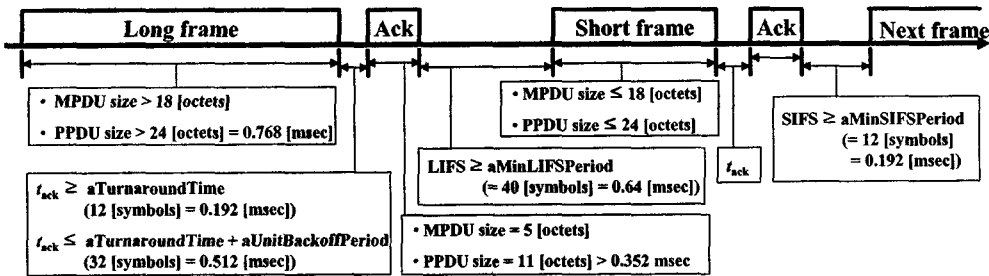 Long frame
Ack
Short frame
Ack
Next frame
• MPDU size > 18 [octets]
• PPDU size > 24 [octets] = 0.768 [msec]
• MPDU size ≤ 18 [octets]
• PPDU size ≤ 24 [octets]
SIFS ≥ aMinSIFSPeriod
(= 12 [symbols]
= 0.192 [msec])
LIFS ≥ aMinLIFSPeriod
(= 40 [symbols] = 0.64 [msec])
tack
tack ≥ aTurnaroundTime
(12 [symbols] = 0.192 [msec])
tack ≤ aTurnaroundTime + aUnitBackoffPeriod
(32 [symbols] = 0.512 [msec])
• MPDU size = 5 [octets]
• PPDU size = 11 [octets] > 0.352 msec